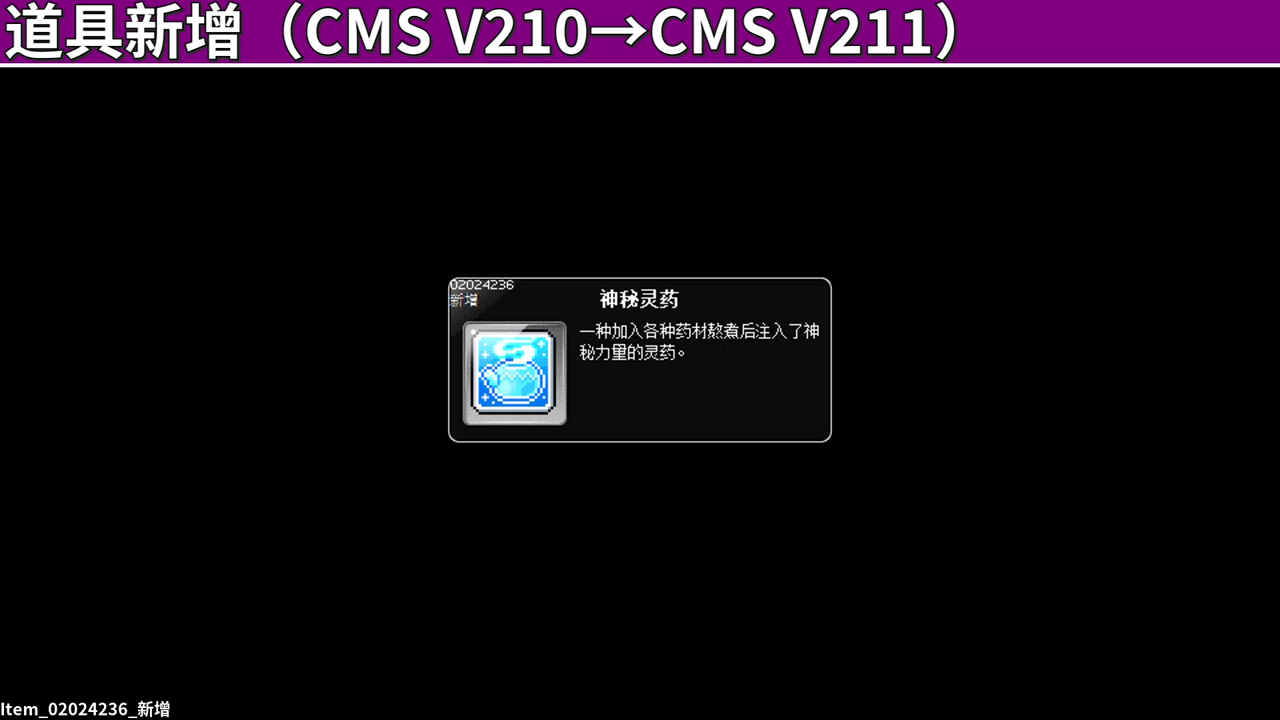 道具新增（CMS V210→CMS V211）
02024236
新增
神秘灵药
一种加入各种药材熬煮后注入了神
秘力量的灵药。
Item_02024236_新增